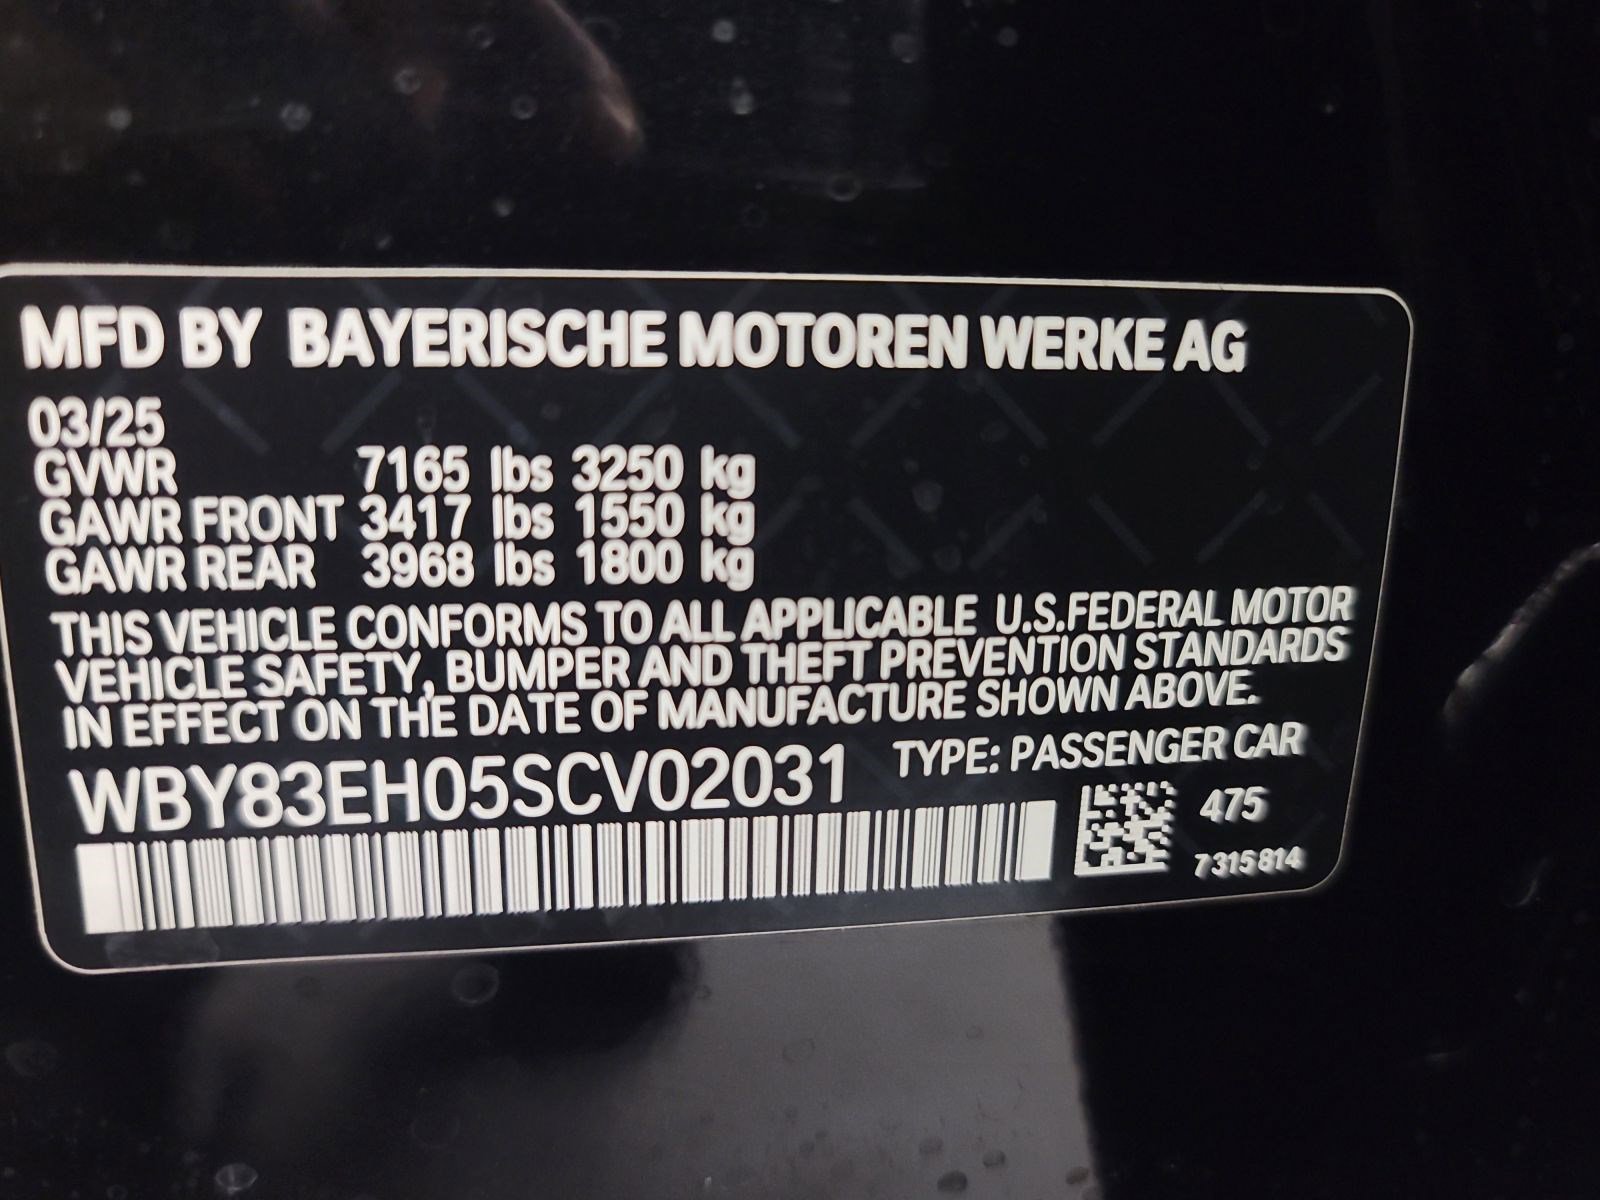 MFD BY BAYERISCHE MOTOREN WERKE AG
03/25
GVWR 7165 lbs 3250 kg
GAWR FRONT 3417 lbs 1550 kg
GAWR REAR 3968 lbs 1800 kg
THIS VEHICLE CONFORMS TO ALL APPLICABLE U.S.FEDERAL MOTOR
VEHICLE SAFETY, BUMPER AND THEFT PREVENTION STANDARDS
IN EFFECT ON THE DATE OF MANUFACTURE SHOWN ABOVE.
WBY83EH05SCV02031 TYPE: PASSENGER CAR
475
7315814